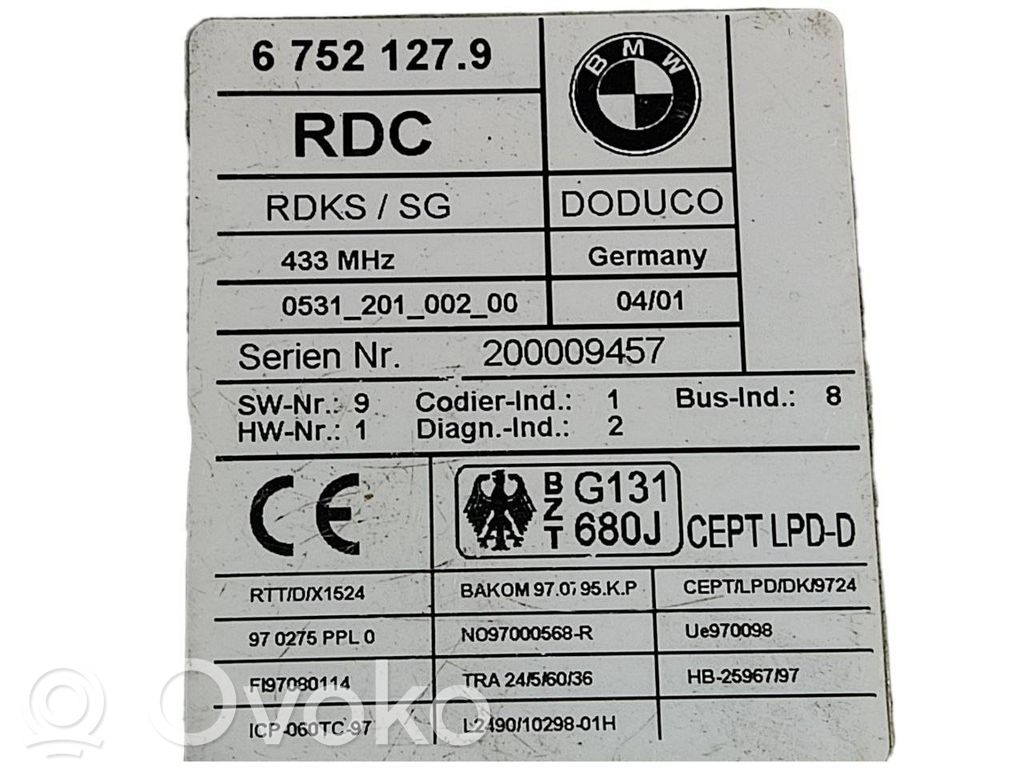 6 752 127.9
BMW
RDC
RDKS / SG
DODUCO
433 MHz
Germany
0531_201_002_00
04/01
Serien Nr. 200009457
SW-Nr.: 9 Codier-Ind.: 1 Bus-Ind.: 8
HW-Nr.: 1 Diagn.-Ind.: 2
CE
BZT G131
680J
CEPT LPD-D
RTT/D/X1524 BAKOM 97.0795.K.P CEPT/LPD/DK/9724
97 0275 PPL 0 NO97000568-R Ue970098
FI97080114 TRA 24/5/60/36 HB-25967/97
ICP-060TC-97 L2490/10298-01H
Ovoko